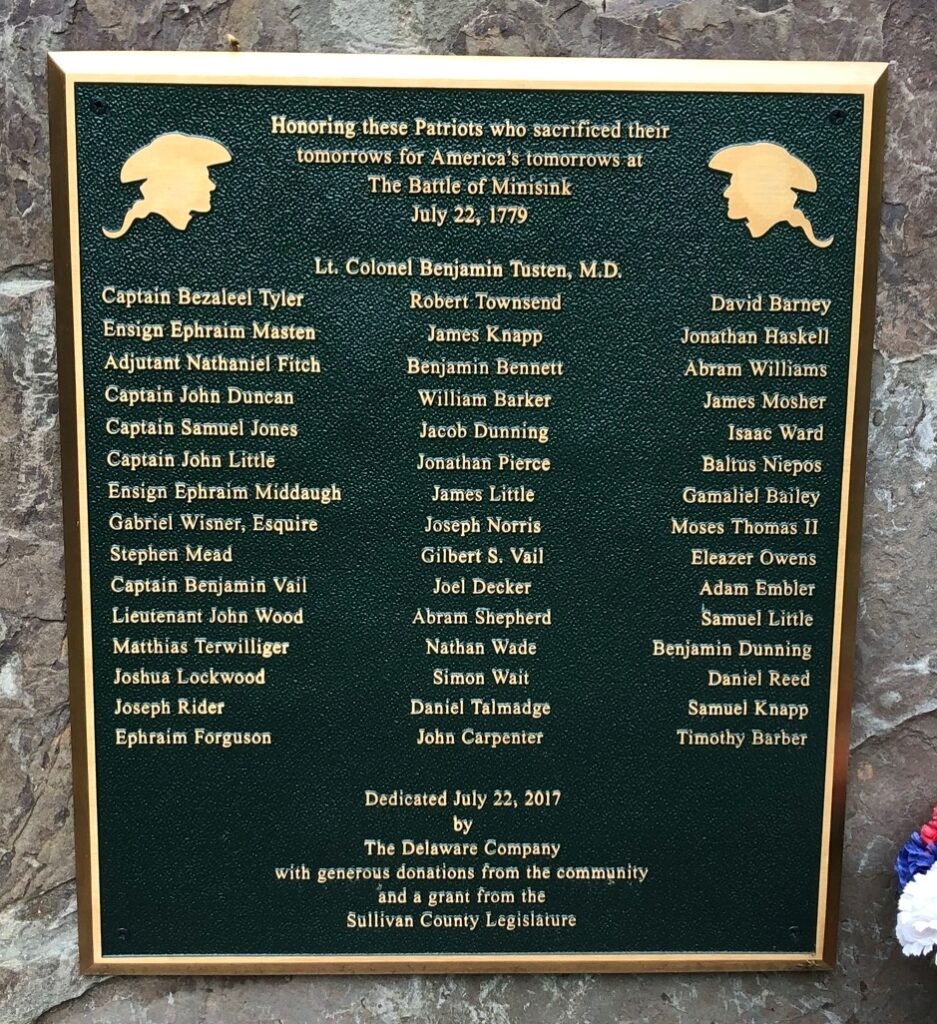 Honoring these Patriots who sacrificed their
tomorrows for America's tomorrows at
The Battle of Minisink
July 22, 1779
Lt. Colonel Benjamin Tusten, M.D.
Captain Bezaleel Tyler
Ensign Ephraim Masten
Adjutant Nathaniel Fitch
Captain John Duncan
Captain Samuel Jones
Captain John Little
Ensign Ephraim Middaugh
Gabriel Wisner, Esquire
Stephen Mead
Captain Benjamin Vail
Lieutenant John Wood
Matthias Terwilliger
Joshua Lockwood
Joseph Rider
Ephraim Forguson
Robert Townsend
James Knapp
Benjamin Bennett
William Barker
Jacob Dunning
Jonathan Pierce
James Little
Joseph Norris
Gilbert S. Vail
Joel Decker
Abram Shepherd
Nathan Wade
Simon Wait
Daniel Talmadge
John Carpenter
David Barney
Jonathan Haskell
Abram Williams
James Mosher
Isaac Ward
Baltus Niepos
Gamaliel Bailey
Moses Thomas II
Eleazer Owens
Adam Embler
Samuel Little
Benjamin Dunning
Daniel Reed
Samuel Knapp
Timothy Barber
Dedicated July 22, 2017
by
The Delaware Company
with generous donations from the community
and a grant from the
Sullivan County Legislature